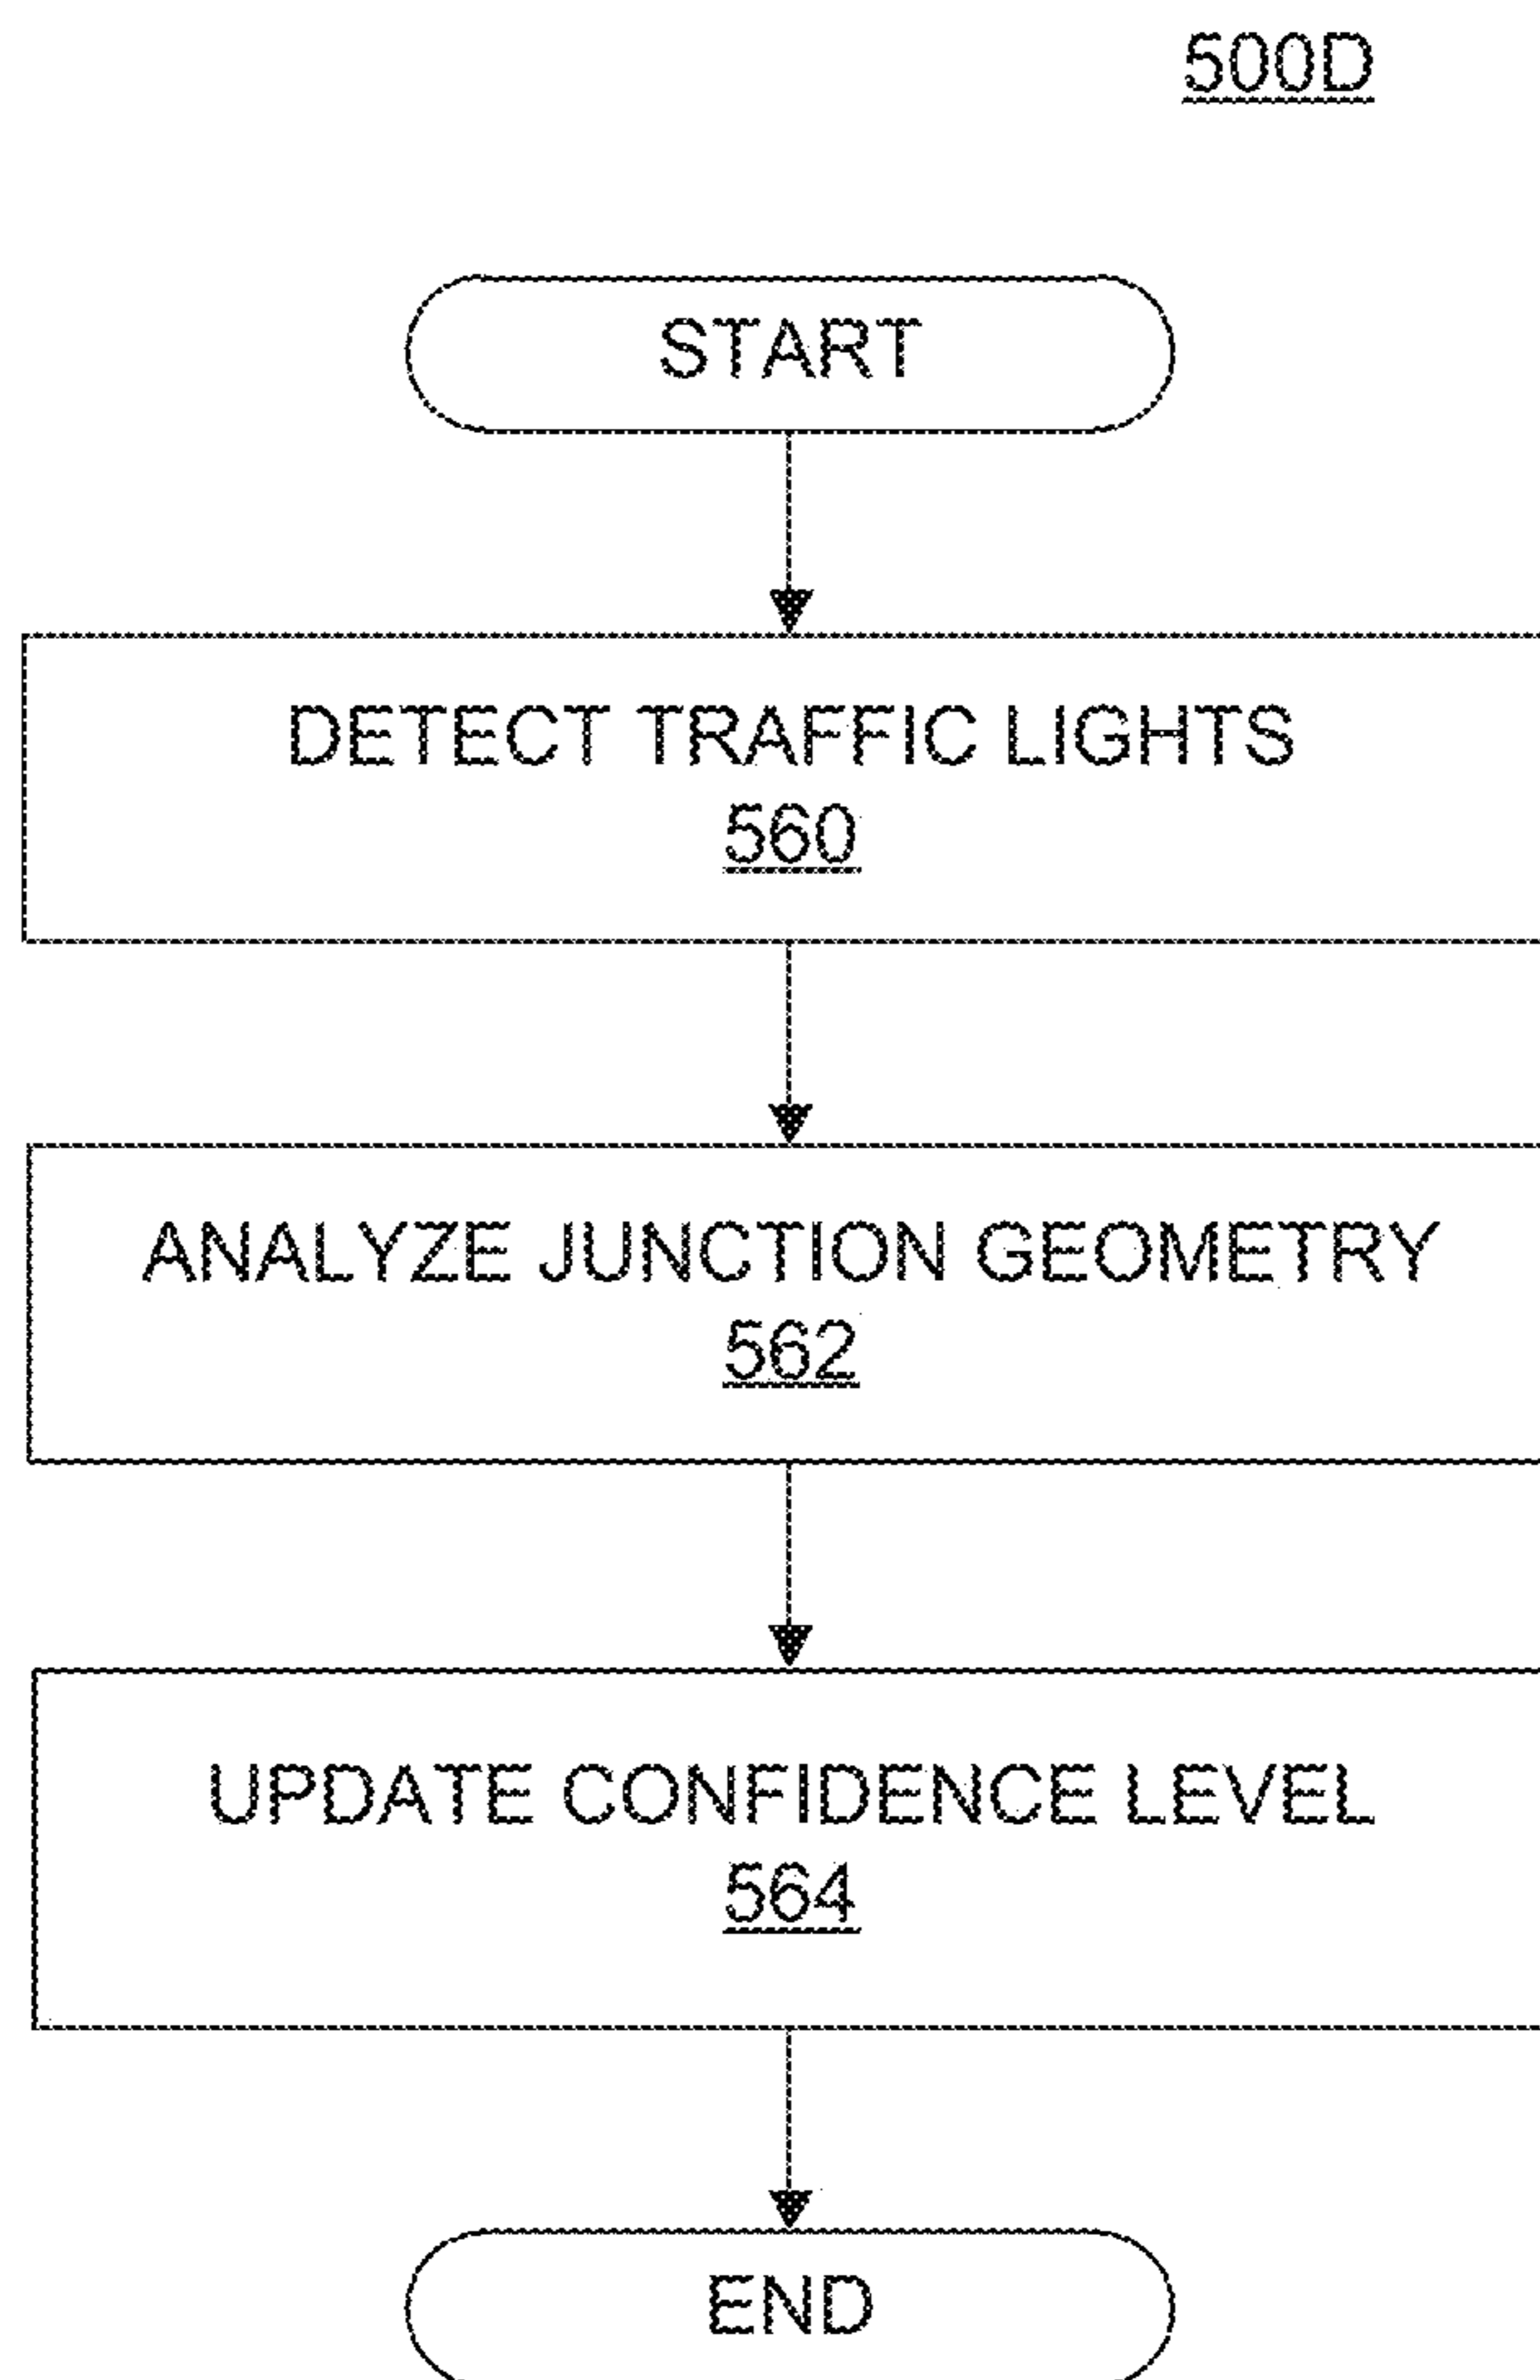 500D
START
DETECT TRAFFIC LIGHTS
560
ANALYZE JUNCTION GEOMETRY
562
UPDATE CONFIDENCE LEVEL
564
END